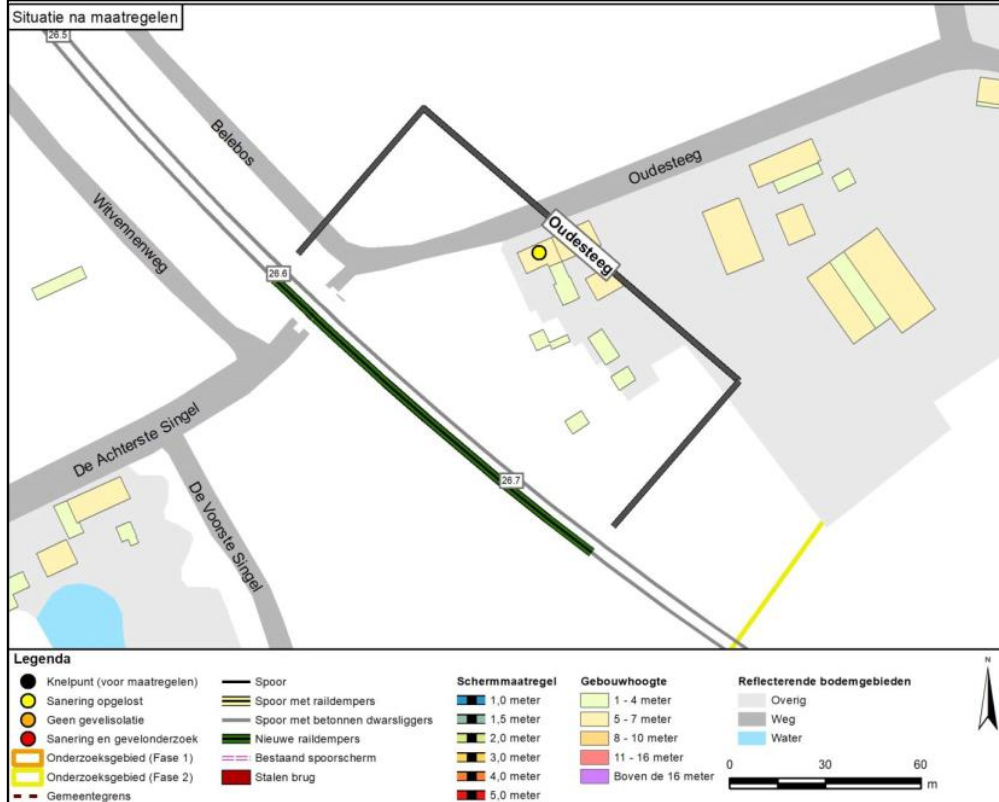 Situatie na maatregelen
26.5
Belebos
Oudesteeg
Witvennenweg
Oudesteeg
26.6
De Achterste Singel
26.7
De Voorste Singel
Legenda
Knelpunt (voor maatregelen)
Sanering opgelost
Geen gevelisolatie
Sanering en gevelonderzoek
Onderzoeksgebied (Fase 1)
Onderzoeksgebied (Fase 2)
Gemeentegrens
Spoor
Spoor met raildempers
Spoor met betonnen dwarsliggers
Nieuwe raildempers
Bestaand spoorscherm
Stalen brug
Schermmaatregel
1,0 meter
1,5 meter
2,0 meter
3,0 meter
4,0 meter
5,0 meter
Gebouwhoogte
1 - 4 meter
5 - 7 meter
8 - 10 meter
11 - 16 meter
Boven de 16 meter
Reflecterende bodemgebieden
Overig
Weg
Water
N
0 30 60
m